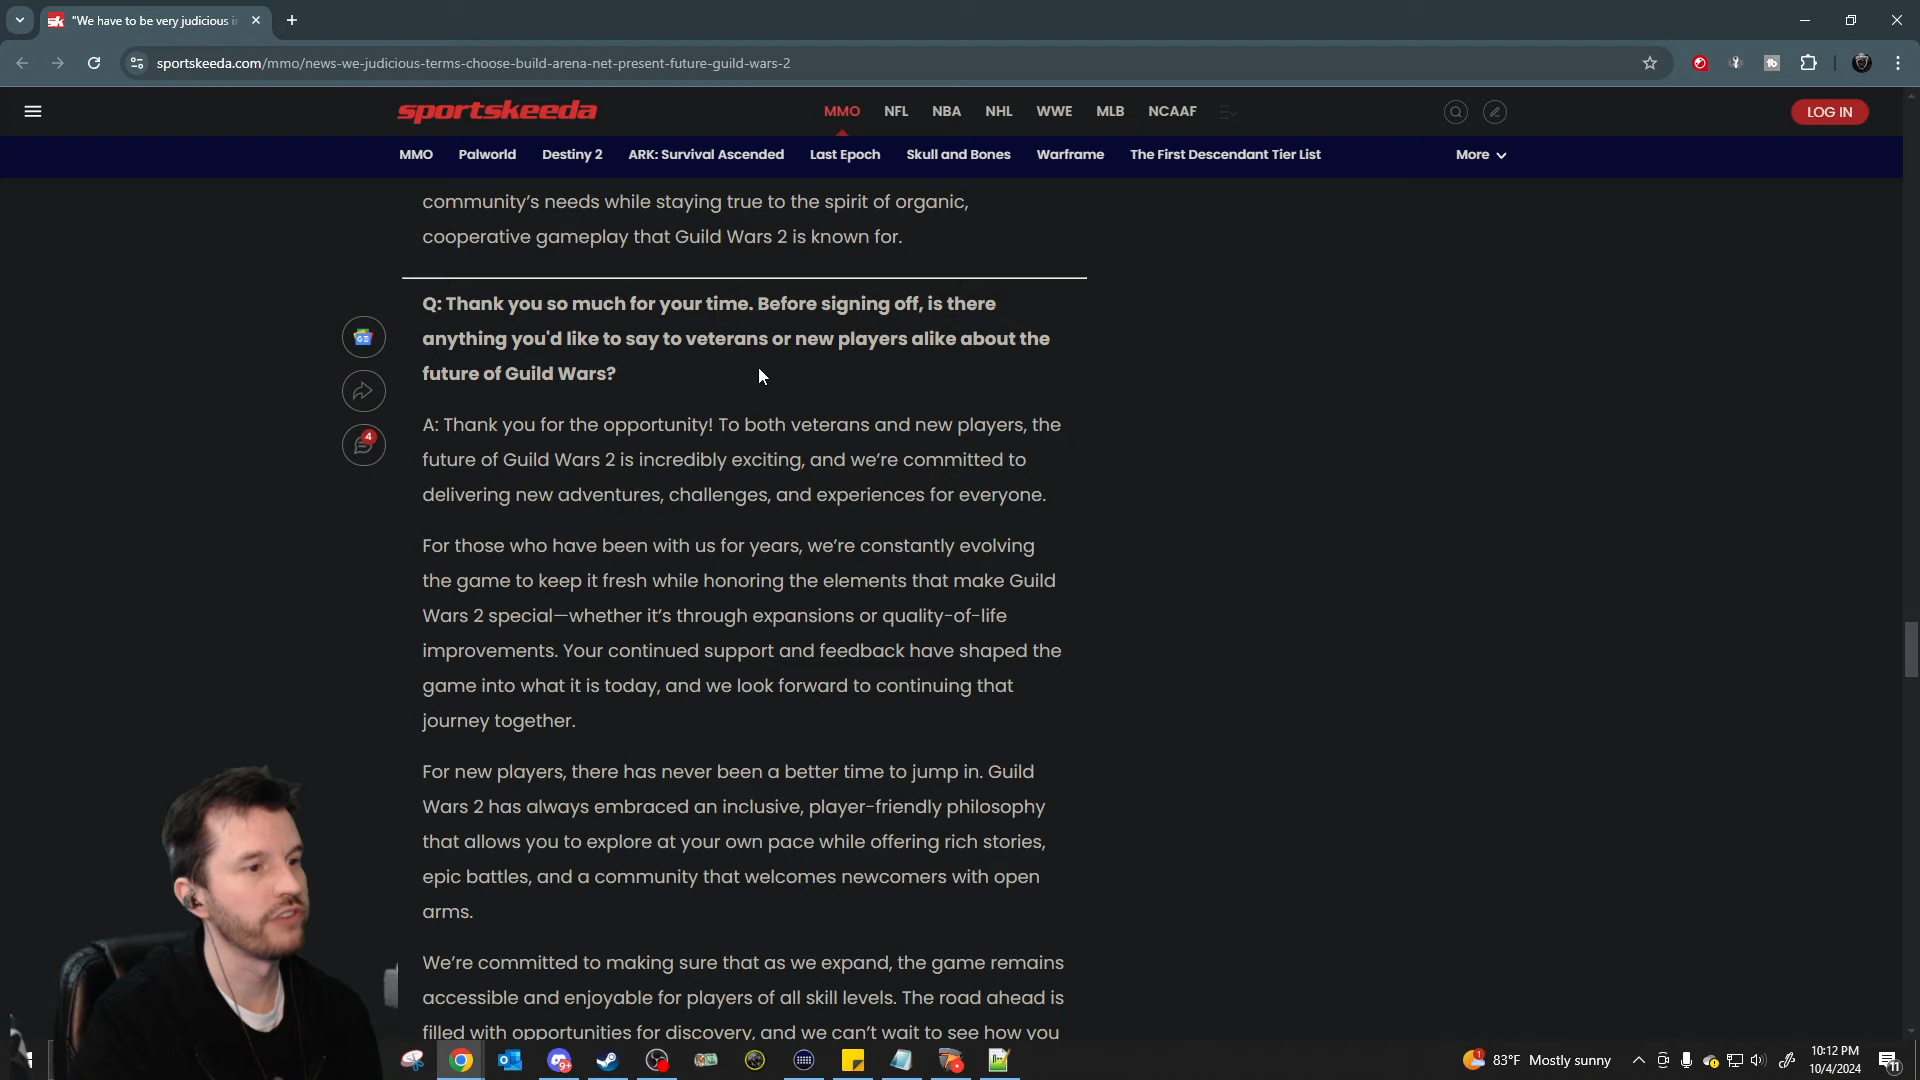 "We have to be very judicious i
sportskeeda.com/mmo/news-we-judicious-terms-choose-build-arena-net-present-future-guild-wars-2
sportskeeda
MMO NFL NBA NHL WWE MLB NCAAF
LOG IN
MMO Palworld Destiny 2 ARK: Survival Ascended Last Epoch Skull and Bones Warframe The First Descendant Tier List More
community's needs while staying true to the spirit of organic,
cooperative gameplay that Guild Wars 2 is known for.
Q: Thank you so much for your time. Before signing off, is there
anything you'd like to say to veterans or new players alike about the
future of Guild Wars?
4
A: Thank you for the opportunity! To both veterans and new players, the
future of Guild Wars 2 is incredibly exciting, and we're committed to
delivering new adventures, challenges, and experiences for everyone.
For those who have been with us for years, we're constantly evolving
the game to keep it fresh while honoring the elements that make Guild
Wars 2 special—whether it's through expansions or quality-of-life
improvements. Your continued support and feedback have shaped the
game into what it is today, and we look forward to continuing that
journey together.
For new players, there has never been a better time to jump in. Guild
Wars 2 has always embraced an inclusive, player-friendly philosophy
that allows you to explore at your own pace while offering rich stories,
epic battles, and a community that welcomes newcomers with open
arms.
We're committed to making sure that as we expand, the game remains
accessible and enjoyable for players of all skill levels. The road ahead is
filled with opportunities for discovery, and we can't wait to see how you
9+
1
83°F Mostly sunny
10:12 PM
10/4/2024
11